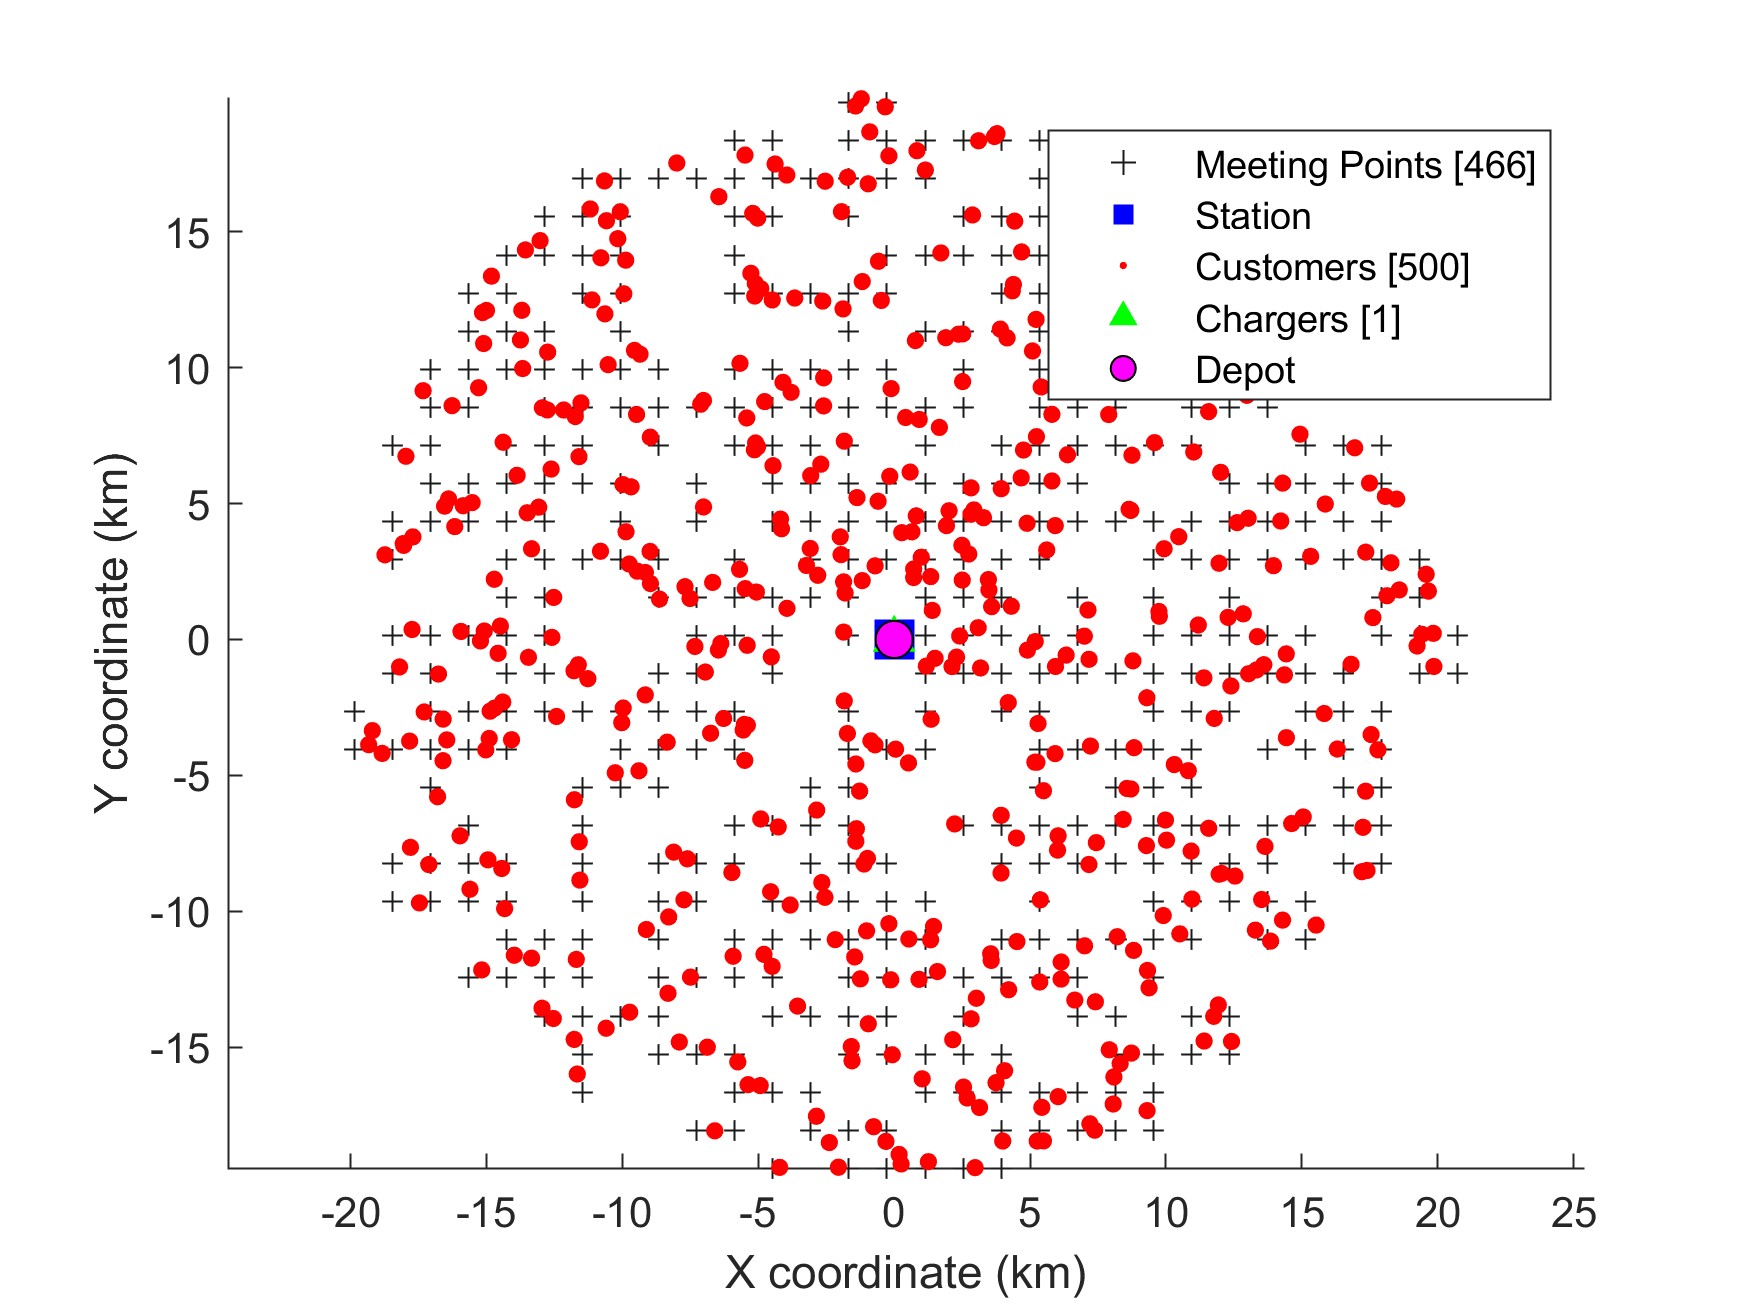 Meeting Points [466]
Station
Customers [500]
Chargers [1]
Depot
15
10
5
0
-5
-10
-15
Y coordinate (km)
-20 -15 -10 -5 0 5 10 15 20 25
X coordinate (km)